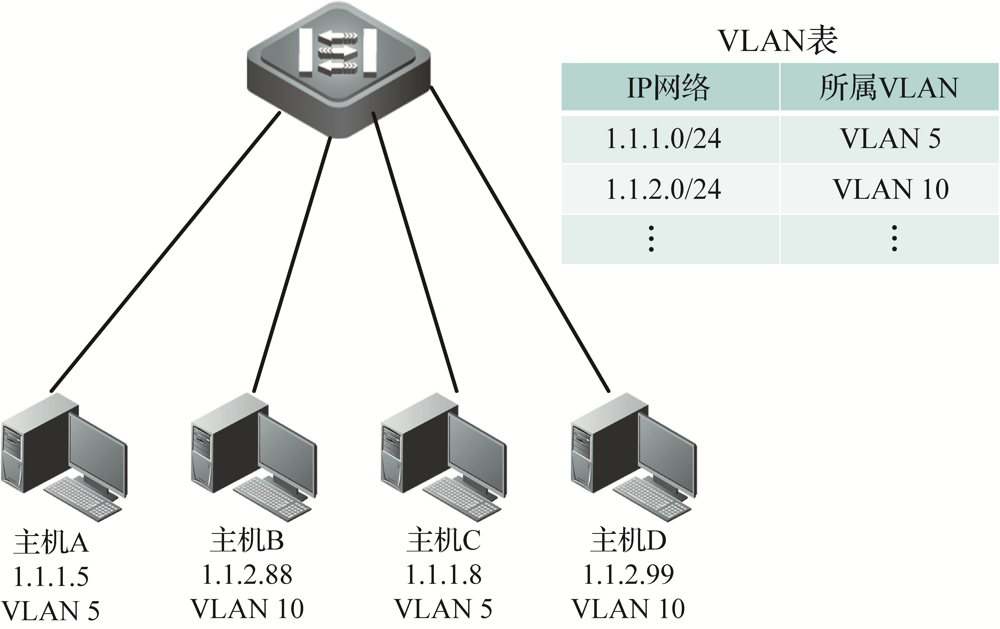 VLAN表
IP网络 所属VLAN
1.1.1.0/24 VLAN 5
1.1.2.0/24 VLAN 10
⋮ ⋮
主机A 主机B 主机C 主机D
1.1.1.5 1.1.2.88 1.1.1.8 1.1.2.99
VLAN 5 VLAN 10 VLAN 5 VLAN 10